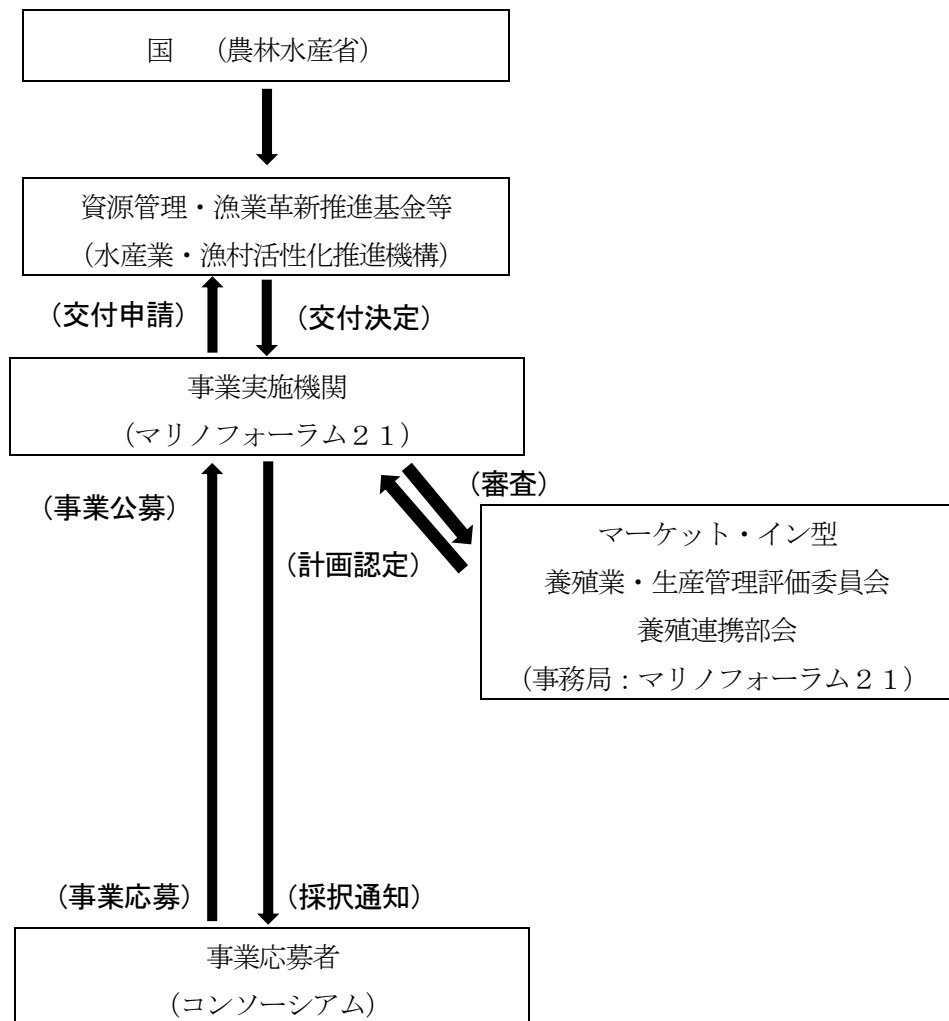 国　（農林水産省）
資源管理・漁業革新推進基金等
（水産業・漁村活性化推進機構）
（交付申請）
（交付決定）
事業実施機関
（マリノフォーラム２１）
（審査）
（事業公募）
（計画認定）
マーケット・イン型
養殖業・生産管理評価委員会
養殖連携部会
（事務局：マリノフォーラム２１）
（事業応募）
（採択通知）
事業応募者
（コンソーシアム）